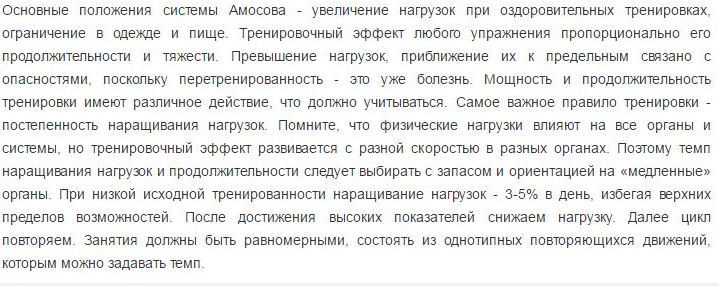 Основные положения системы Амосова - увеличение нагрузок при оздоровительных тренировках,
ограничение в одежде и пище. Тренировочный эффект любого упражнения пропорционально его
продолжительности и тяжести. Превышение нагрузок, приближение их к предельным связано с
опасностями, поскольку перетренированность - это уже болезнь. Мощность и продолжительность
тренировки имеют различное действие, что должно учитываться. Самое важное правило тренировки -
постепенность наращивания нагрузок. Помните, что физические нагрузки влияют на все органы и
системы, но тренировочный эффект развивается с разной скоростью в разных органах. Поэтому темп
наращивания нагрузок и продолжительности следует выбирать с запасом и ориентацией на «медленные»
органы. При низкой исходной тренированности наращивание нагрузок - 3-5% в день, избегая верхних
пределов возможностей. После достижения высоких показателей снижаем нагрузку. Далее цикл
повторяем. Занятия должны быть равномерными, состоять из однотипных повторяющихся движений,
которым можно задавать темп.